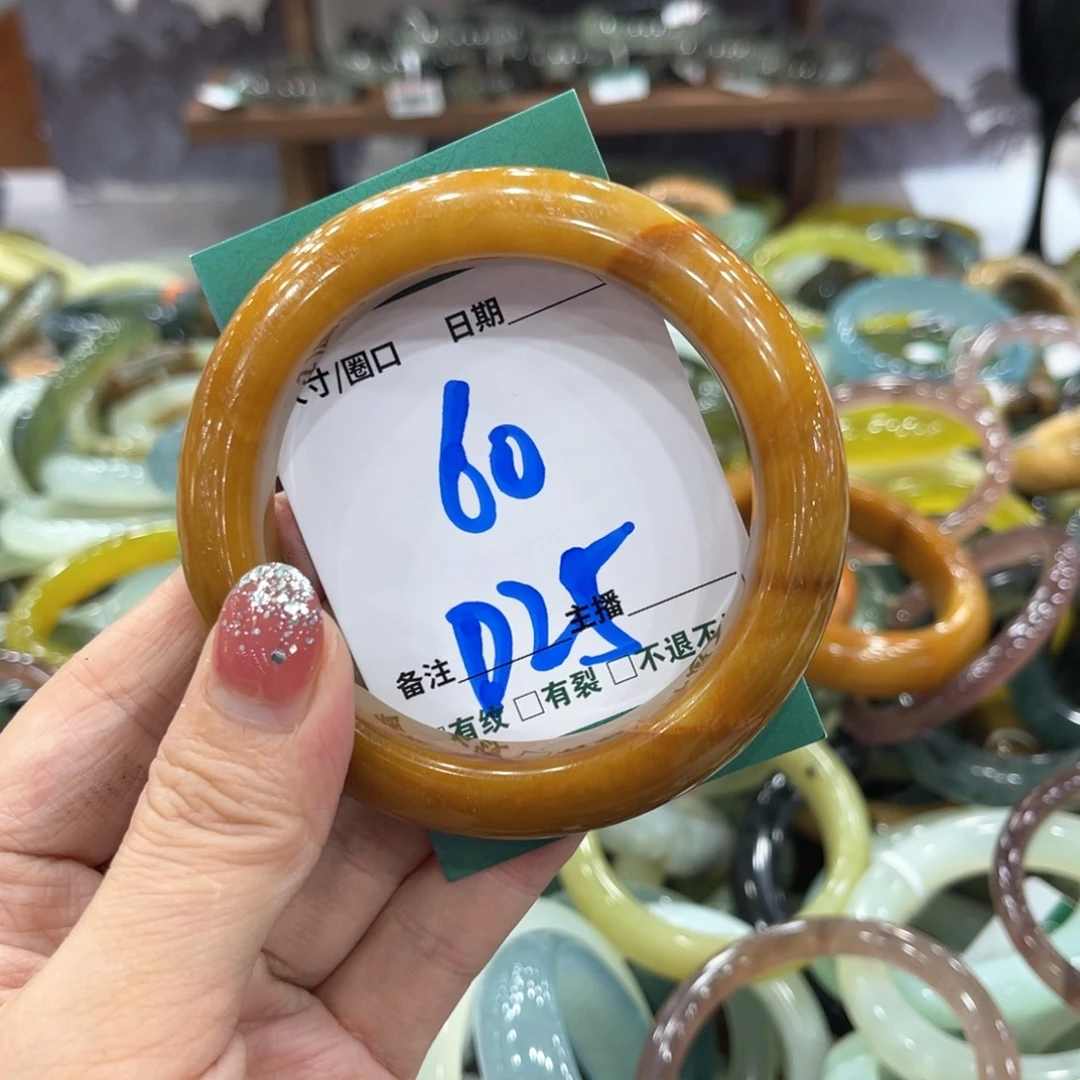 日期
寸/圈口
60
D25
主播
备注
有纹 □有裂 □不退不